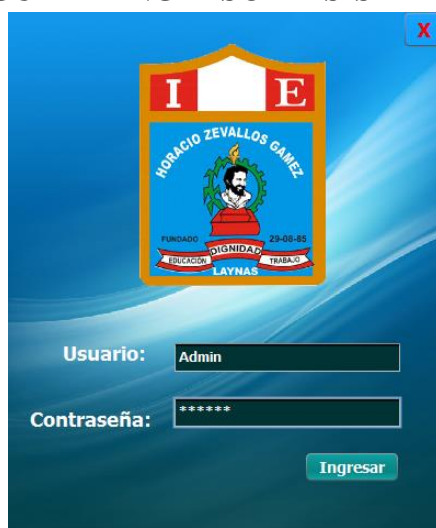 X
I E
HORACIO ZEVALLOS GAMEZ
FUNDADO 29-08-85
DIGNIDAD
EDUCACIÓN TRABAJO
LAYNAS
Usuario: Admin
Contraseña: ******
Ingresar